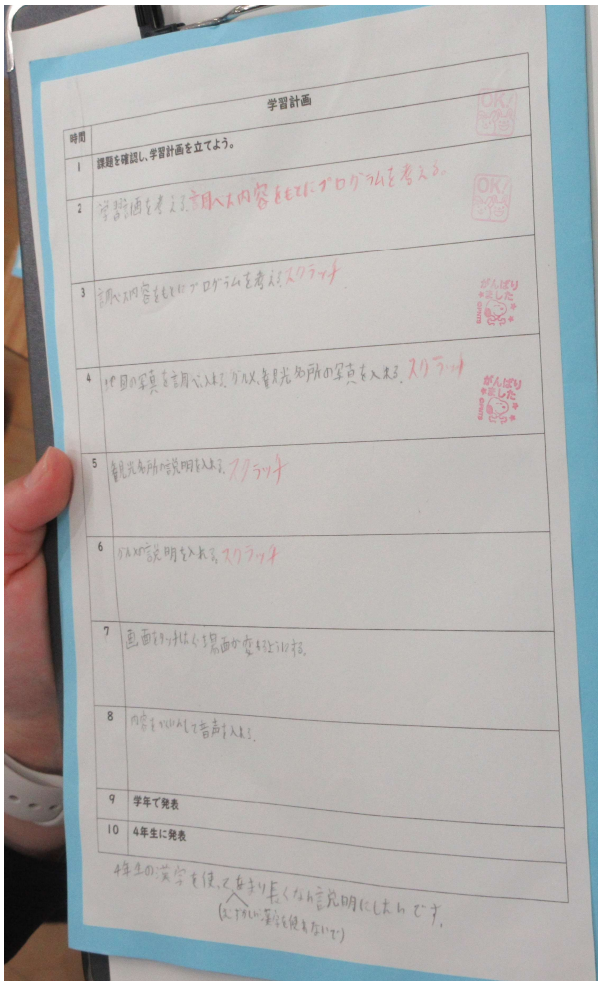 学習計画
時間
1 課題を確認し、学習計画を立てよう。
OK!
2 学習計画を考える。調べた内容をもとにプログラムを考える。
OK!
3 調べた内容をもとにプログラムを考える スクラッチ
がんばりました
4 地図の写真を調べ入れる。グルメ、観光名所の写真を入れる。スクラッチ
がんばりました
5 観光名所の説明を入れる。スクラッチ
6 グルメの説明を入れる。スクラッチ
7 画面をタッチすれば場面が変わるようにする。
8 内容をかくにんして音声を入れる。
9 学年で発表
10 4年生に発表
4年生の漢字を使ってあまり長くない説明にしたいです。
(むずかしい漢字を使わないで)